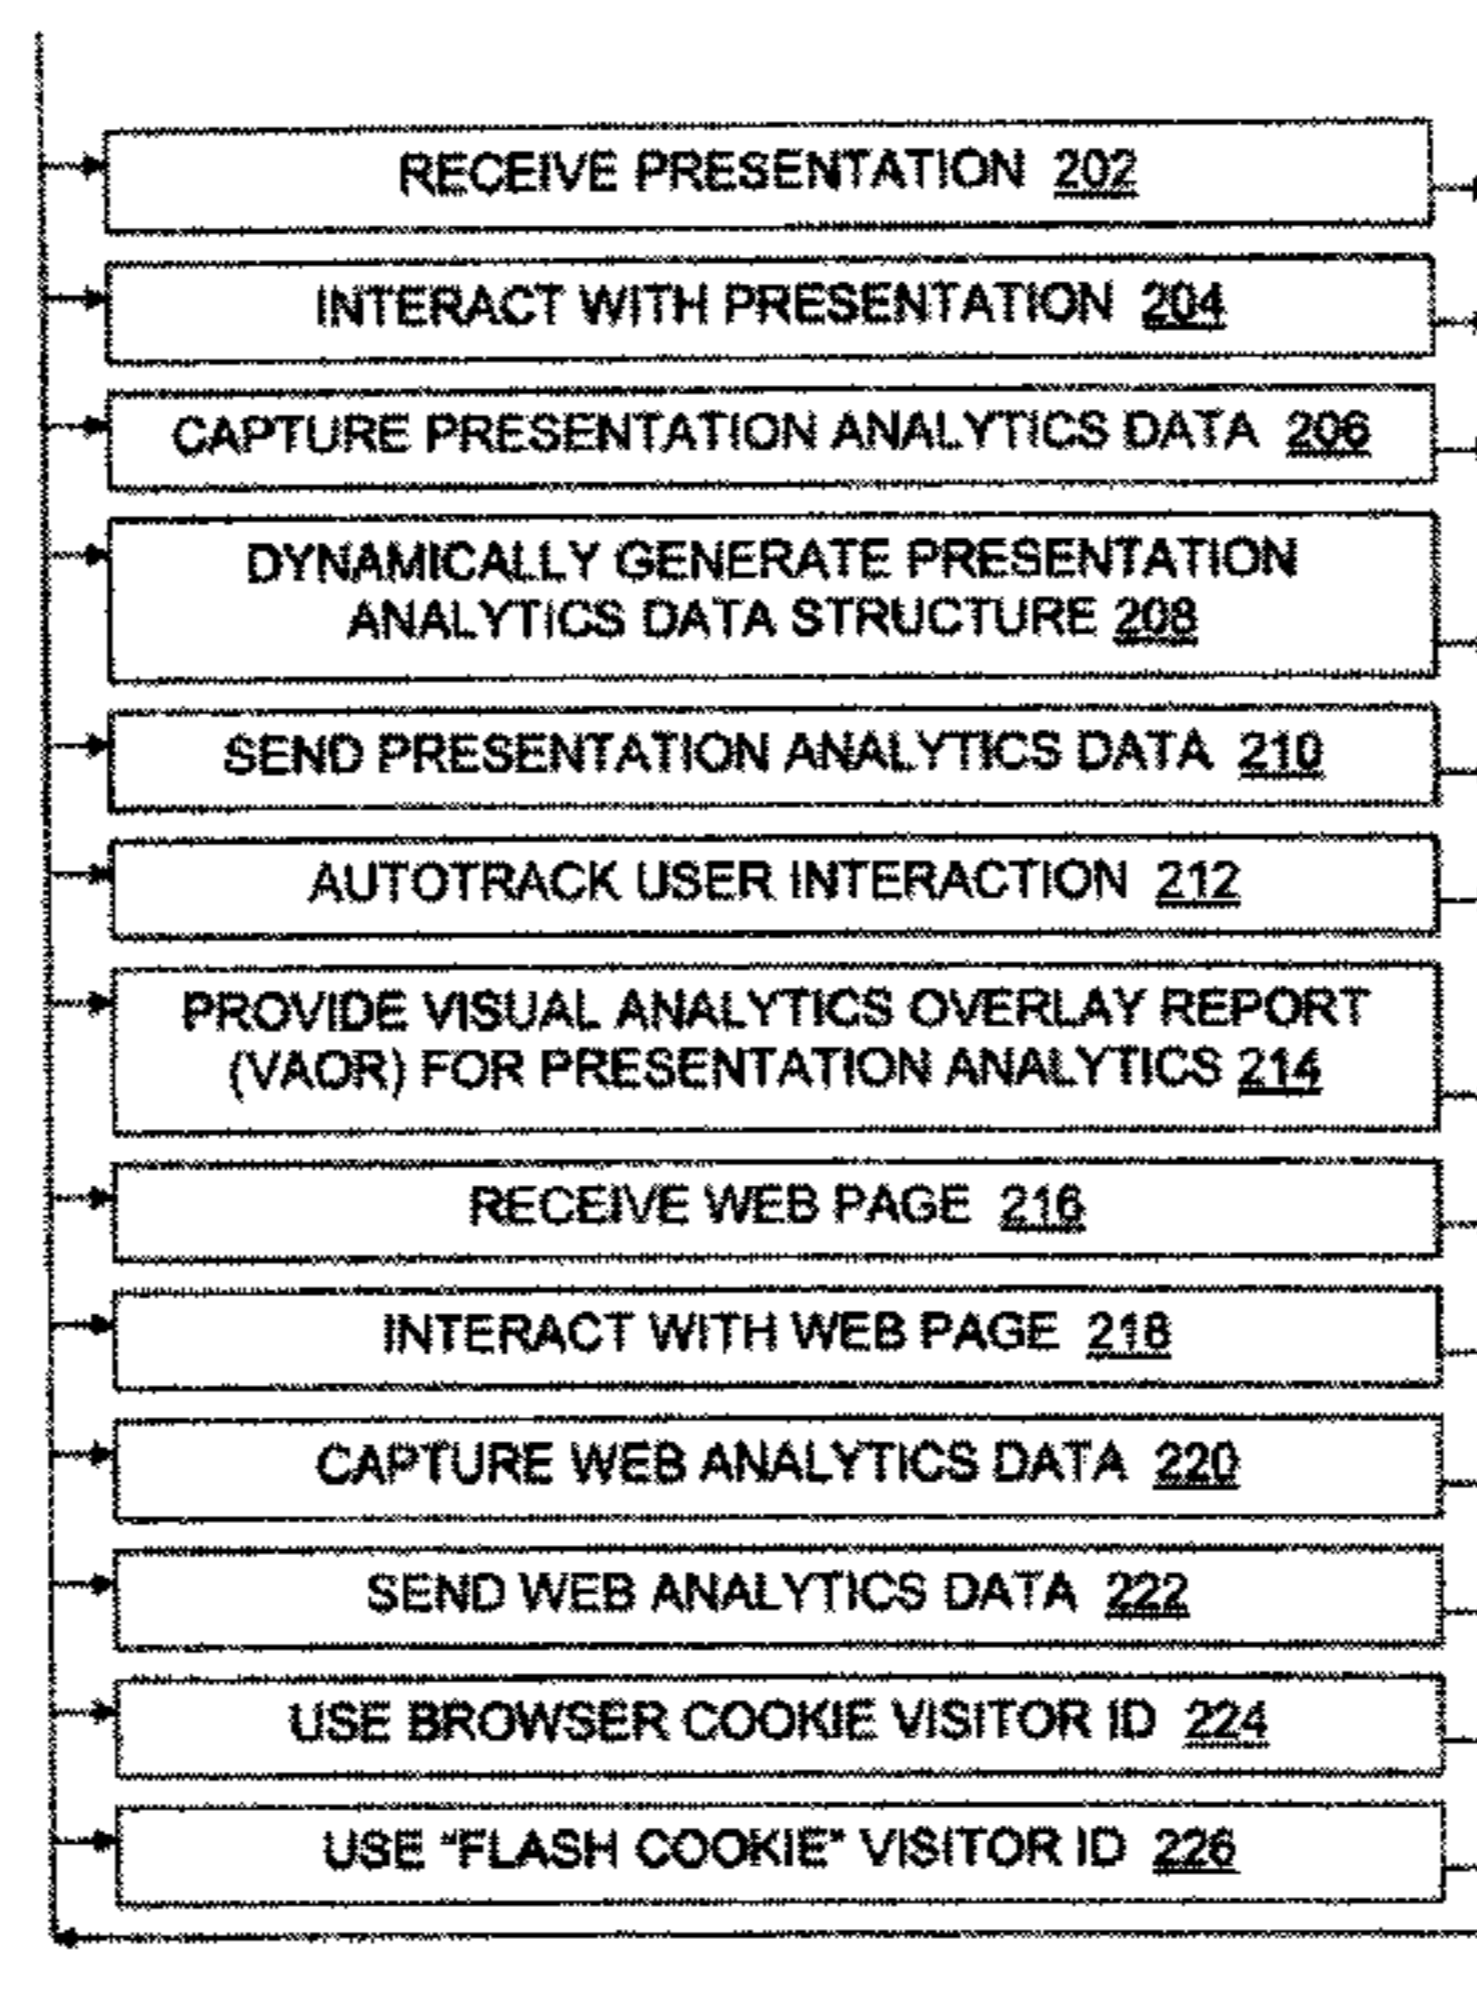 RECEIVE PRESENTATION 202
INTERACT WITH PRESENTATION 204
CAPTURE PRESENTATION ANALYTICS DATA 206
DYNAMICALLY GENERATE PRESENTATION
ANALYTICS DATA STRUCTURE 208
SEND PRESENTATION ANALYTICS DATA 210
AUTOTRACK USER INTERACTION 212
PROVIDE VISUAL ANALYTICS OVERLAY REPORT
(VAOR) FOR PRESENTATION ANALYTICS 214
RECEIVE WEB PAGE 216
INTERACT WITH WEB PAGE 218
CAPTURE WEB ANALYTICS DATA 220
SEND WEB ANALYTICS DATA 222
USE BROWSER COOKIE VISITOR ID 224
USE "FLASH COOKIE" VISITOR ID 226